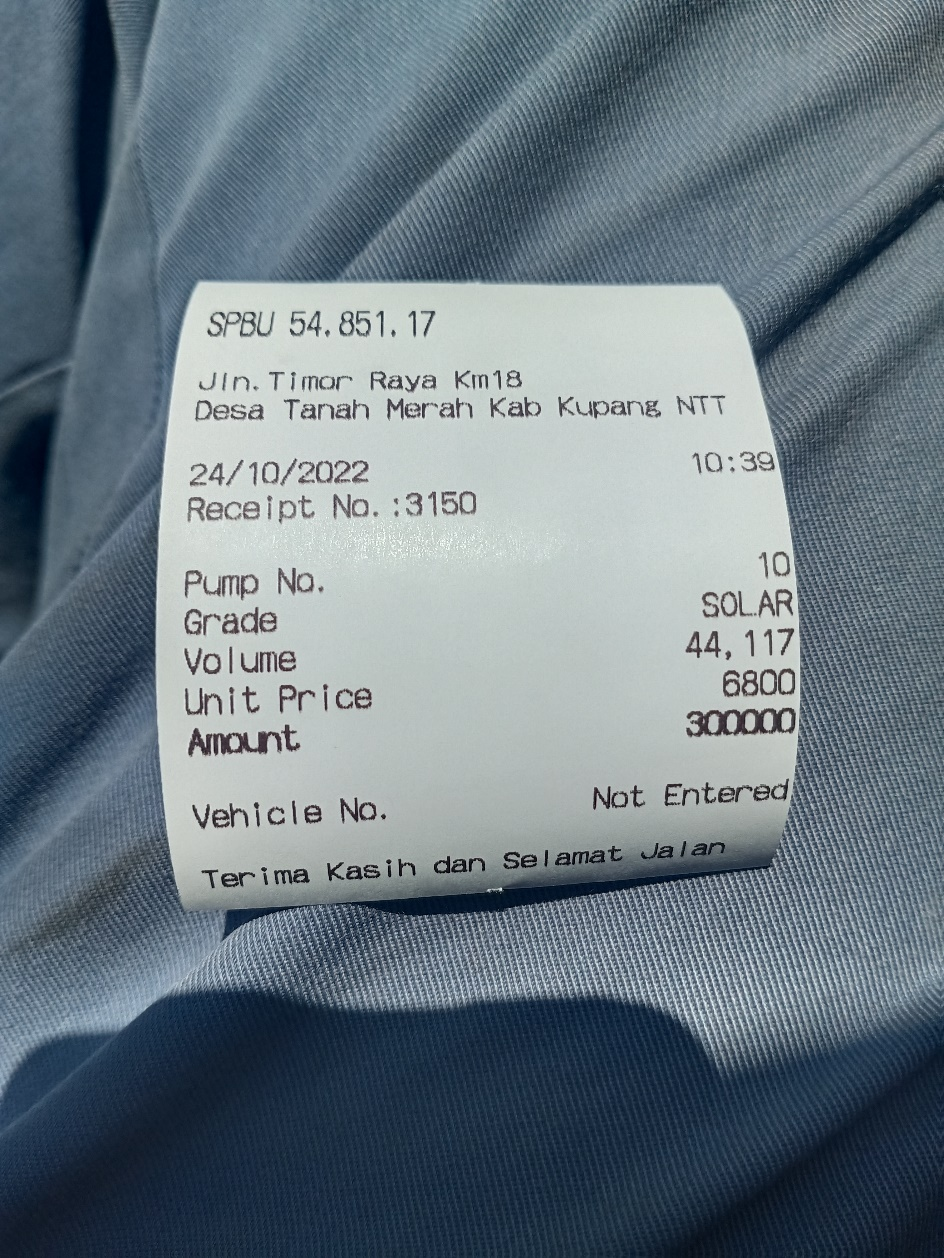 SPBU 54.851.17
Jln.Timor Raya Km18
Desa Tanah Merah Kab Kupang NTT
24/10/2022 10:39
Receipt No.:3150
Pump No. 10
Grade SOLAR
Volume 44,117
Unit Price 6800
Amount 300000
Vehicle No. Not Entered
Terima Kasih dan Selamat Jalan